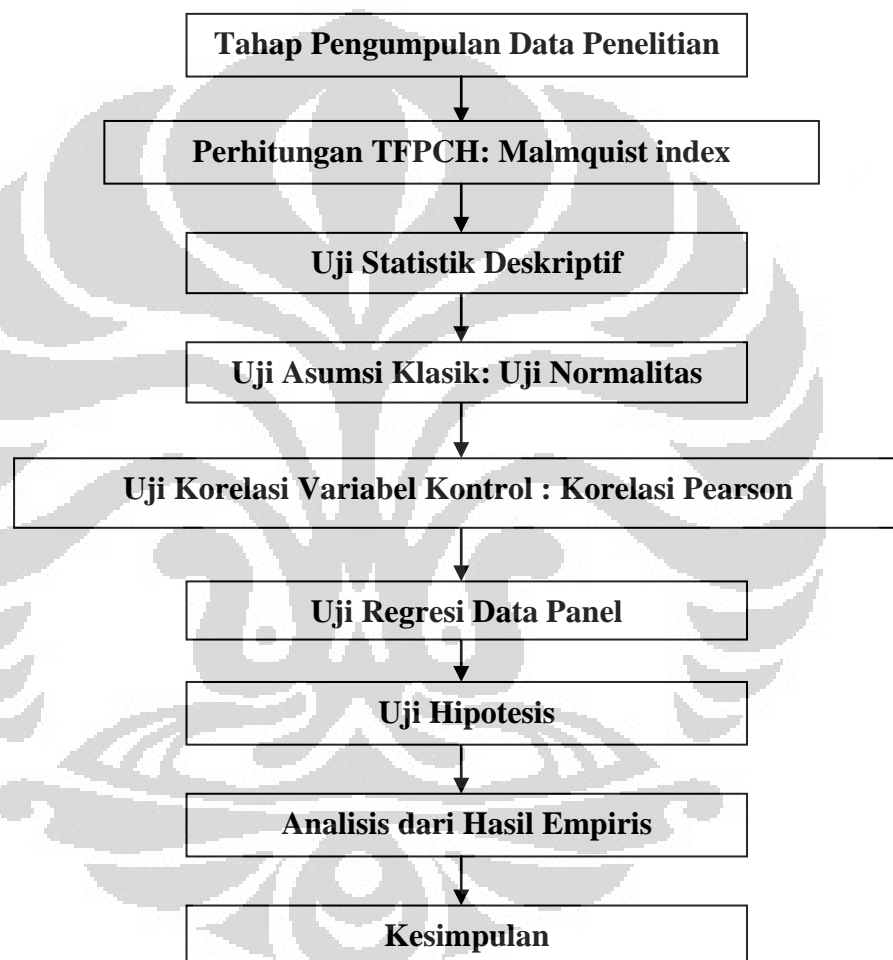 Tahap Pengumpulan Data Penelitian
Perhitungan TFPCH: Malmquist index
Uji Statistik Deskriptif
Uji Asumsi Klasik: Uji Normalitas
Uji Korelasi Variabel Kontrol : Korelasi Pearson
Uji Regresi Data Panel
Uji Hipotesis
Analisis dari Hasil Empiris
Kesimpulan